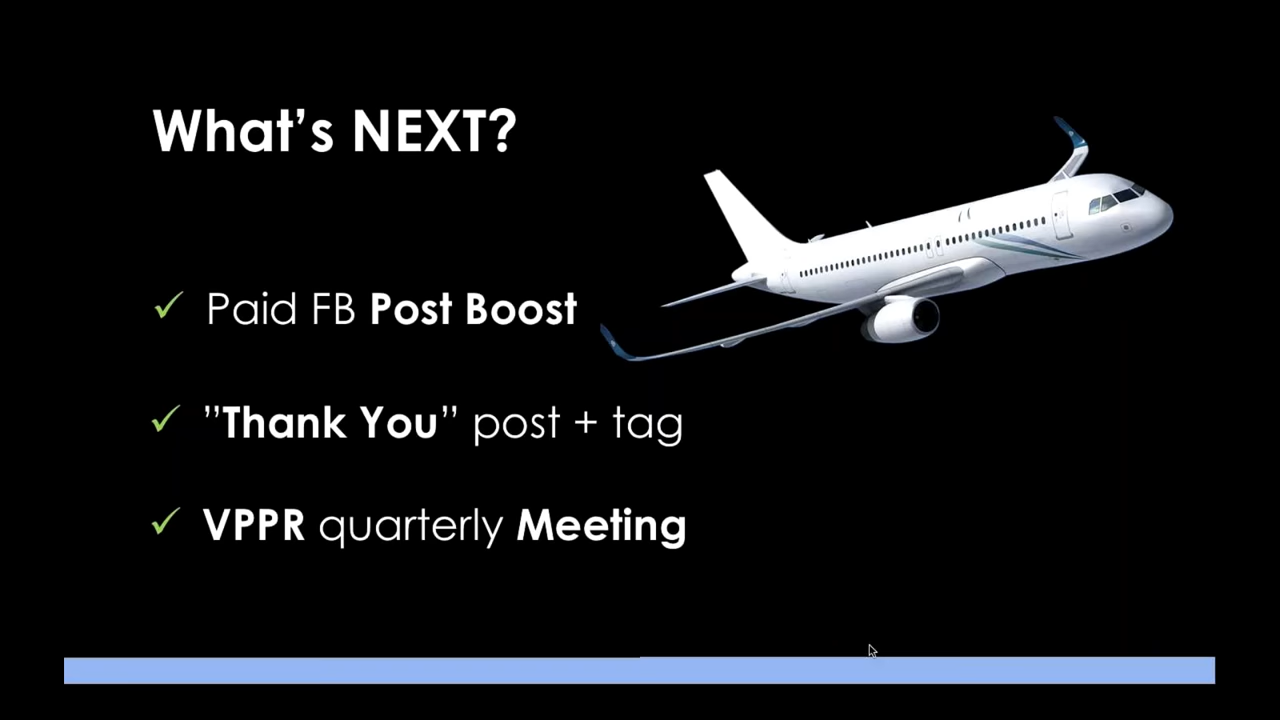 What’s NEXT?
✓ Paid FB Post Boost
✓ ”Thank You” post + tag
✓ VPPR quarterly Meeting